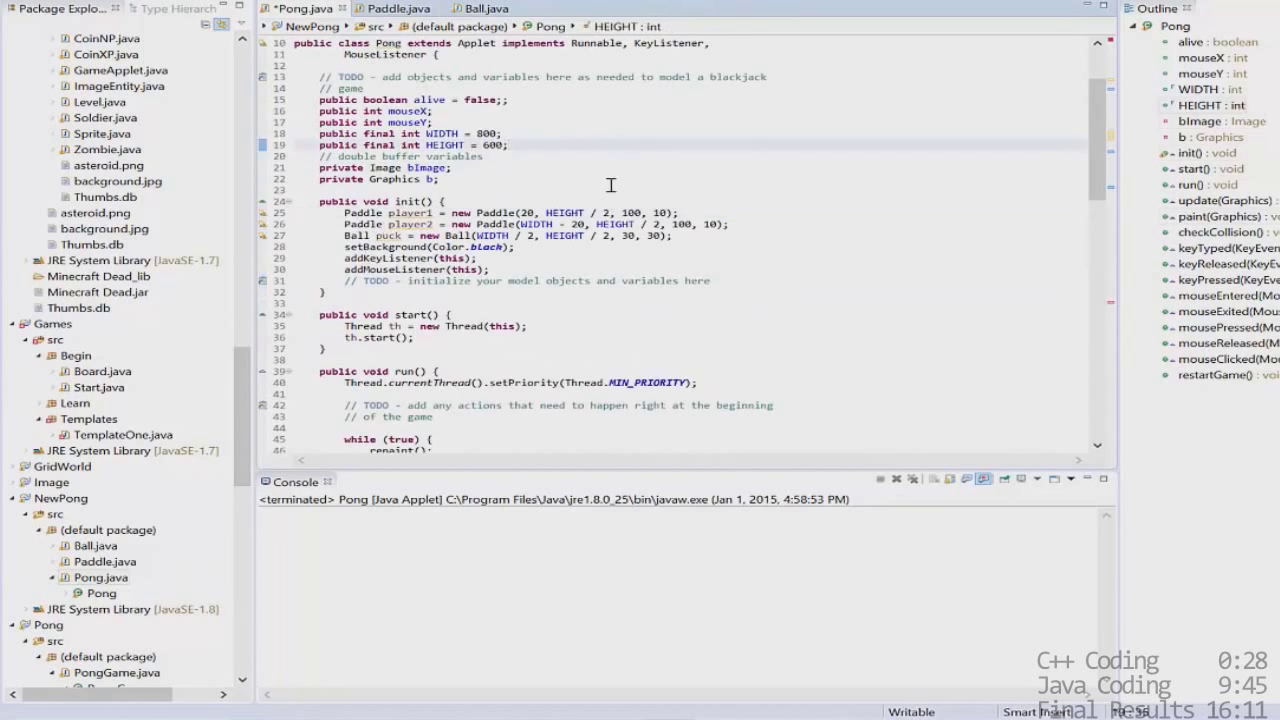 Package Explo...
Type Hierarch
CoinNP.java
CoinXP.java
GameApplet.java
ImageEntity.java
Level.java
Soldier.java
Sprite.java
Zombie.java
asteroid.png
background.jpg
Thumbs.db
asteroid.png
background.jpg
Thumbs.db
JRE System Library [JavaSE-1.7]
Minecraft Dead_lib
Minecraft Dead.jar
Thumbs.db
Games
src
Begin
Board.java
Start.java
Learn
Templates
TemplateOne.java
JRE System Library [JavaSE-1.7]
GridWorld
Image
NewPong
src
(default package)
Ball.java
Paddle.java
Pong.java
Pong
JRE System Library [JavaSE-1.8]
Pong
src
(default package)
PongGame.java
*Pong.java
Paddle.java
Ball.java
NewPong src (default package) Pong HEIGHT : int
10 public class Pong extends Applet implements Runnable, KeyListener,
11 MouseListener {
12
13 // TODO - add objects and variables here as needed to model a blackjack
14 // game
15 public boolean alive = false;;
16 public int mouseX;
17 public int mouseY;
18 public final int WIDTH = 800;
19 public final int HEIGHT = 600;
20 // double buffer variables
21 private Image bImage;
22 private Graphics b;
23
24 public void init() {
25 Paddle player1 = new Paddle(20, HEIGHT / 2, 100, 10);
26 Paddle player2 = new Paddle(WIDTH - 20, HEIGHT / 2, 100, 10);
27 Ball puck = new Ball(WIDTH / 2, HEIGHT / 2, 30, 30);
28 setBackground(Color.black);
29 addKeyListener(this);
30 addMouseListener(this);
31 // TODO - initialize your model objects and variables here
32 }
33
34 public void start() {
35 Thread th = new Thread(this);
36 th.start();
37 }
38
39 public void run() {
40 Thread.currentThread().setPriority(Thread.MIN_PRIORITY);
41
42 // TODO - add any actions that need to happen right at the beginning
43 // of the game
44
45 while (true) {
46 repaint();
Console
<terminated> Pong [Java Applet] C:\Program Files\Java\jre1.8.0_25\bin\javaw.exe (Jan 1, 2015, 4:58:53 PM)
Outline
Pong
alive : boolean
mouseX : int
mouseY : int
WIDTH : int
HEIGHT : int
bImage : Image
b : Graphics
init() : void
start() : void
run() : void
update(Graphics)
paint(Graphics) :
checkCollision() :
keyTyped(KeyEven
keyReleased(KeyE
keyPressed(KeyEv
mouseEntered(Mo
mouseExited(Mou
mousePressed(Mo
mouseReleased(M
mouseClicked(Mou
restartGame() : vo
C++ Coding 0:28
Java Coding 9:45
Final Results 16:11
Writable
Smart Insert